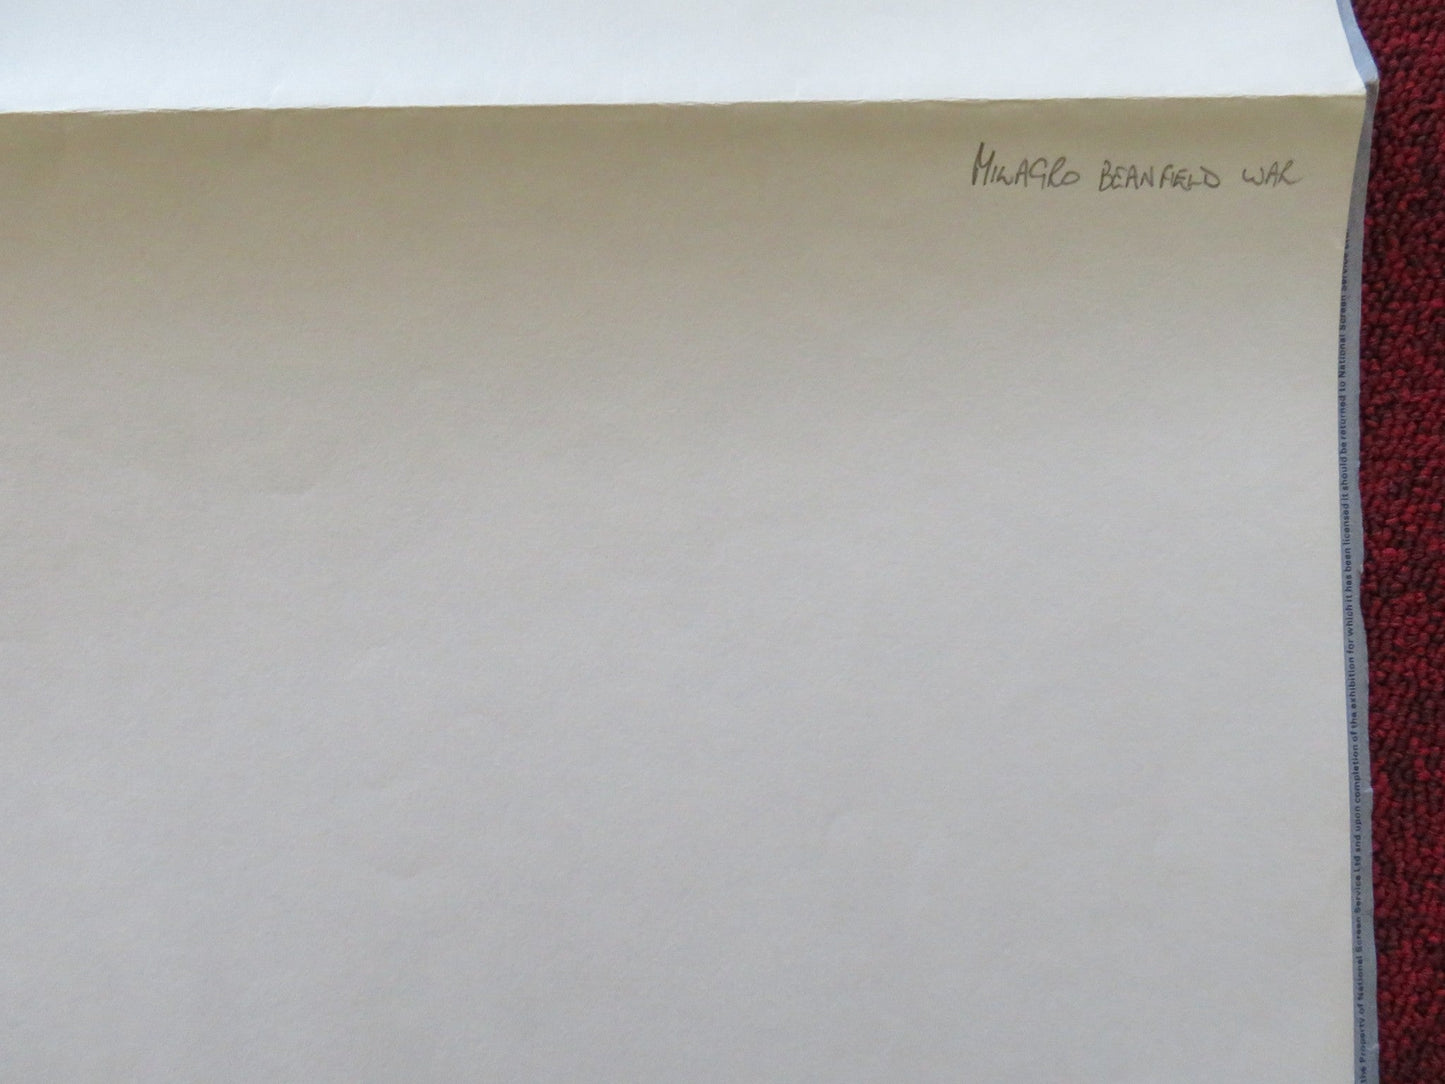 MILAGRO BEANFIELD WAR
the Property of National Screen Service Ltd snd upon completion of the exhibition for which it has been licensed it should be returned to National Screen Service